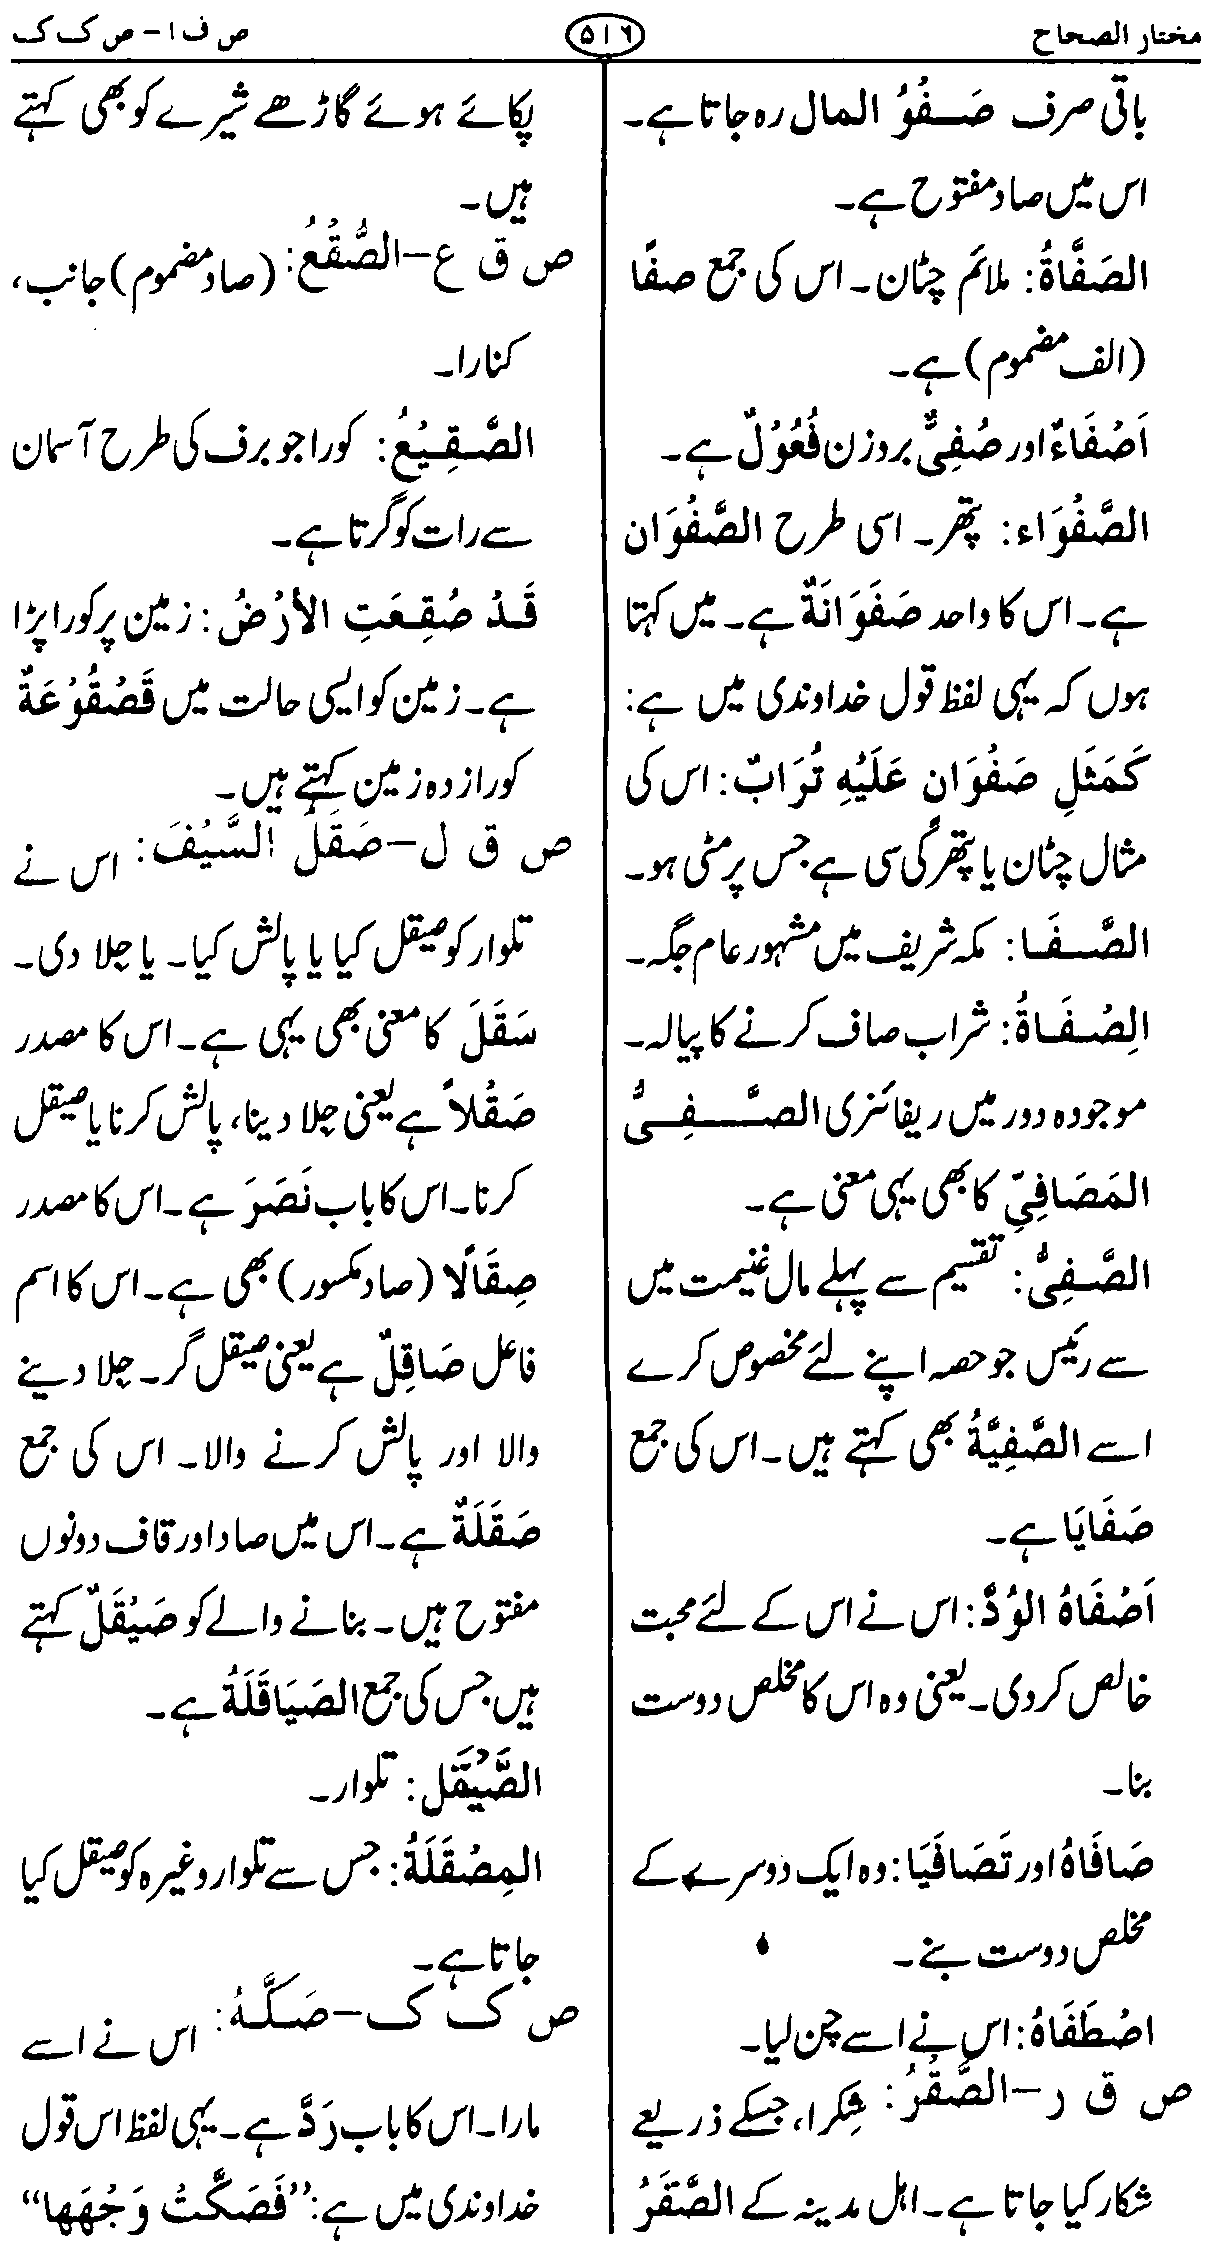 مختار الصحاح
۵۱۶
ص ف ا – ص ک ک
باقی صرف صَفْوُ المال رہ جاتا ہے۔
اس میں صاد مفتوح ہے۔
الصَفَّاۃُ: ملائم چٹان۔ اس کی جمع صفًا
(الف مضموم) ہے۔
اَصْفَاءٌ اور صُفِیٌّ بروزن فُعُوْلٌ ہے۔
الصَّفْوَاء: پتھر۔ اسی طرح الصَّفْوَان
ہے۔ اس کا واحد صَفَوَانَۃٌ ہے۔ میں کہتا
ہوں کہ یہی لفظ قول خداوندی میں ہے:
کَمَثَلِ صَفْوَانٍ عَلَیْہِ تُرَابٌ: اس کی
مثال چٹان یا پتھر کی سی ہے جس پر مٹی ہو۔
الصَّفَا: مکہ شریف میں مشہور عام جگہ۔
الصِفَاۃُ: شراب صاف کرنے کا پیالہ۔
موجودہ دور میں ریفائنری الصَّفِیُّ
المَصَافِیّ کا بھی یہی معنی ہے۔
الصَّفِیُّ: تقسیم سے پہلے مال غنیمت میں
سے رئیس جو حصہ اپنے لئے مخصوص کرے
اسے الصَّفِیَّۃُ بھی کہتے ہیں۔ اس کی جمع
صَفَایَا ہے۔
اَصْفَاہُ الوُدَّ: اس نے اس کے لئے محبت
خالص کر دی۔ یعنی وہ اس کا مخلص دوست
بنا۔
صَافَاہُ اور تَصَافَیَا: وہ ایک دوسرے کے
مخلص دوست بنے۔
اصْطَفَاہُ: اس نے اسے چن لیا۔
ص ق ر – الصَّقْرُ: شکرا، جسکے ذریعے
شکار کیا جاتا ہے۔ اہل مدینہ کے الصَّقَرُ
پکائے ہوئے گاڑھے شیرے کو بھی کہتے
ہیں۔
ص ق ع – الصُّقْعُ: (صاد مضموم) جانب،
کنارا۔
الصَّقِیْعُ: کورا جو برف کی طرح آسمان
سے رات کو گرتا ہے۔
قَدْ صُقِعَتِ الأرْضُ: زمین پر کورا پڑا
ہے۔ زمین کو ایسی حالت میں قَصْقُوْعَۃٌ
کورا زدہ زمین کہتے ہیں۔
ص ق ل – صَقَلَ السَّیْفَ: اس نے
تلوار کو صیقل کیا یا پالش کیا۔ یا جِلا دی۔
سَقَلَ کا معنی بھی یہی ہے۔ اس کا مصدر
صَقْلاً ہے یعنی جلا دینا، پالش کرنا یا صیقل
کرنا۔ اس کا باب نَصَرَ ہے۔ اس کا مصدر
صِقَالًا (صاد مکسور) بھی ہے۔ اس کا اسم
فاعل صَاقِلٌ ہے یعنی صیقل گر۔ جلا دینے
والا اور پالش کرنے والا۔ اس کی جمع
صَقَلَۃٌ ہے۔ اس میں صاد اور قاف دونوں
مفتوح ہیں۔ بنانے والے کو صَیْقَلٌ کہتے
ہیں جس کی جمع الصَیَاقَلَۃُ ہے۔
الصَّیْقَل: تلوار۔
المِصْقَلَۃُ: جس سے تلوار وغیرہ کو صیقل کیا
جاتا ہے۔
ص ک ک – صَکَّہُ: اس نے اسے
مارا۔ اس کا باب رَدَّ ہے۔ یہی لفظ اس قول
خداوندی میں ہے: ”فَصَکَّتْ وَجْھَھَا“